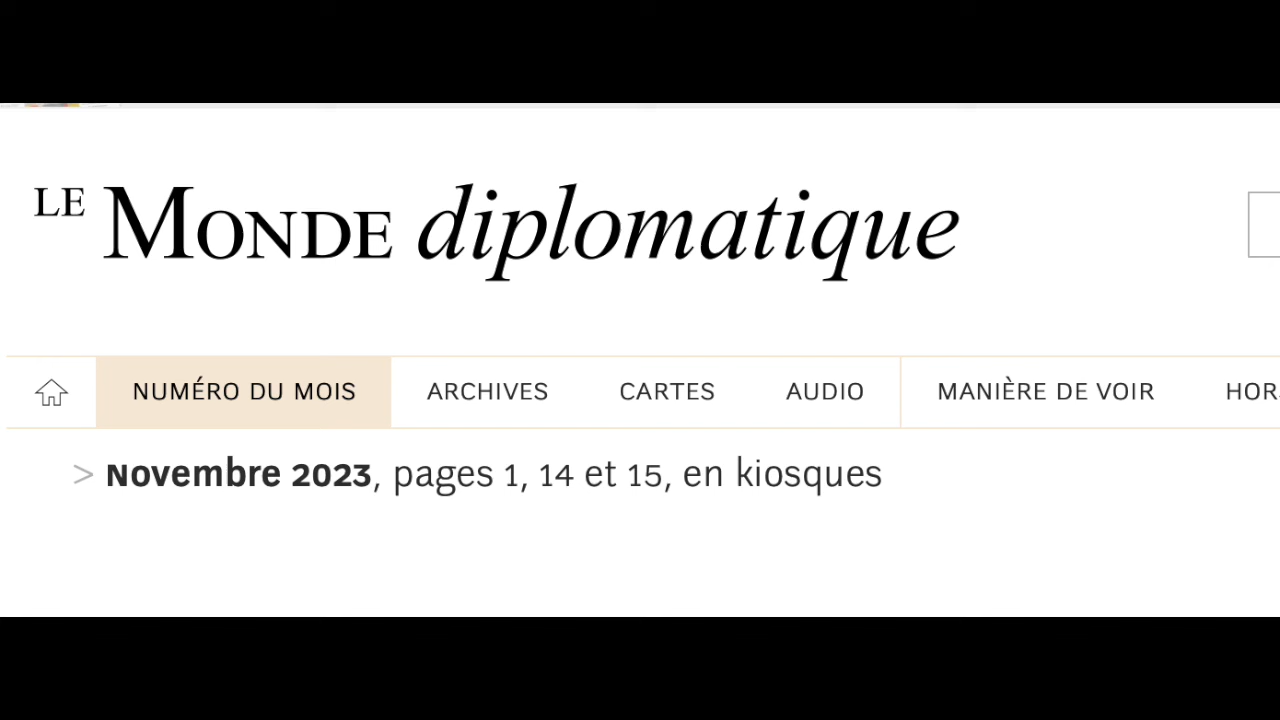 LE MONDE diplomatique
NUMÉRO DU MOIS ARCHIVES CARTES AUDIO MANIÈRE DE VOIR
> Novembre 2023, pages 1, 14 et 15, en kiosques